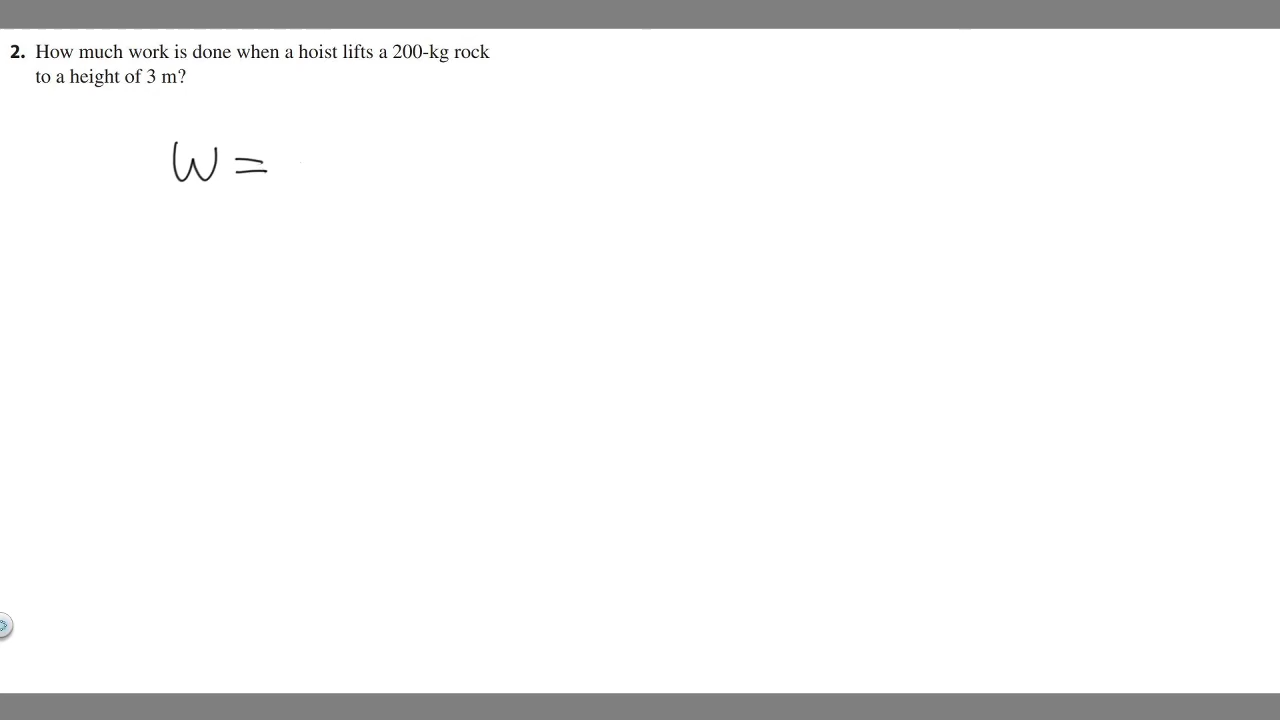 2. How much work is done when a hoist lifts a 200-kg rock
to a height of 3 m?
W =